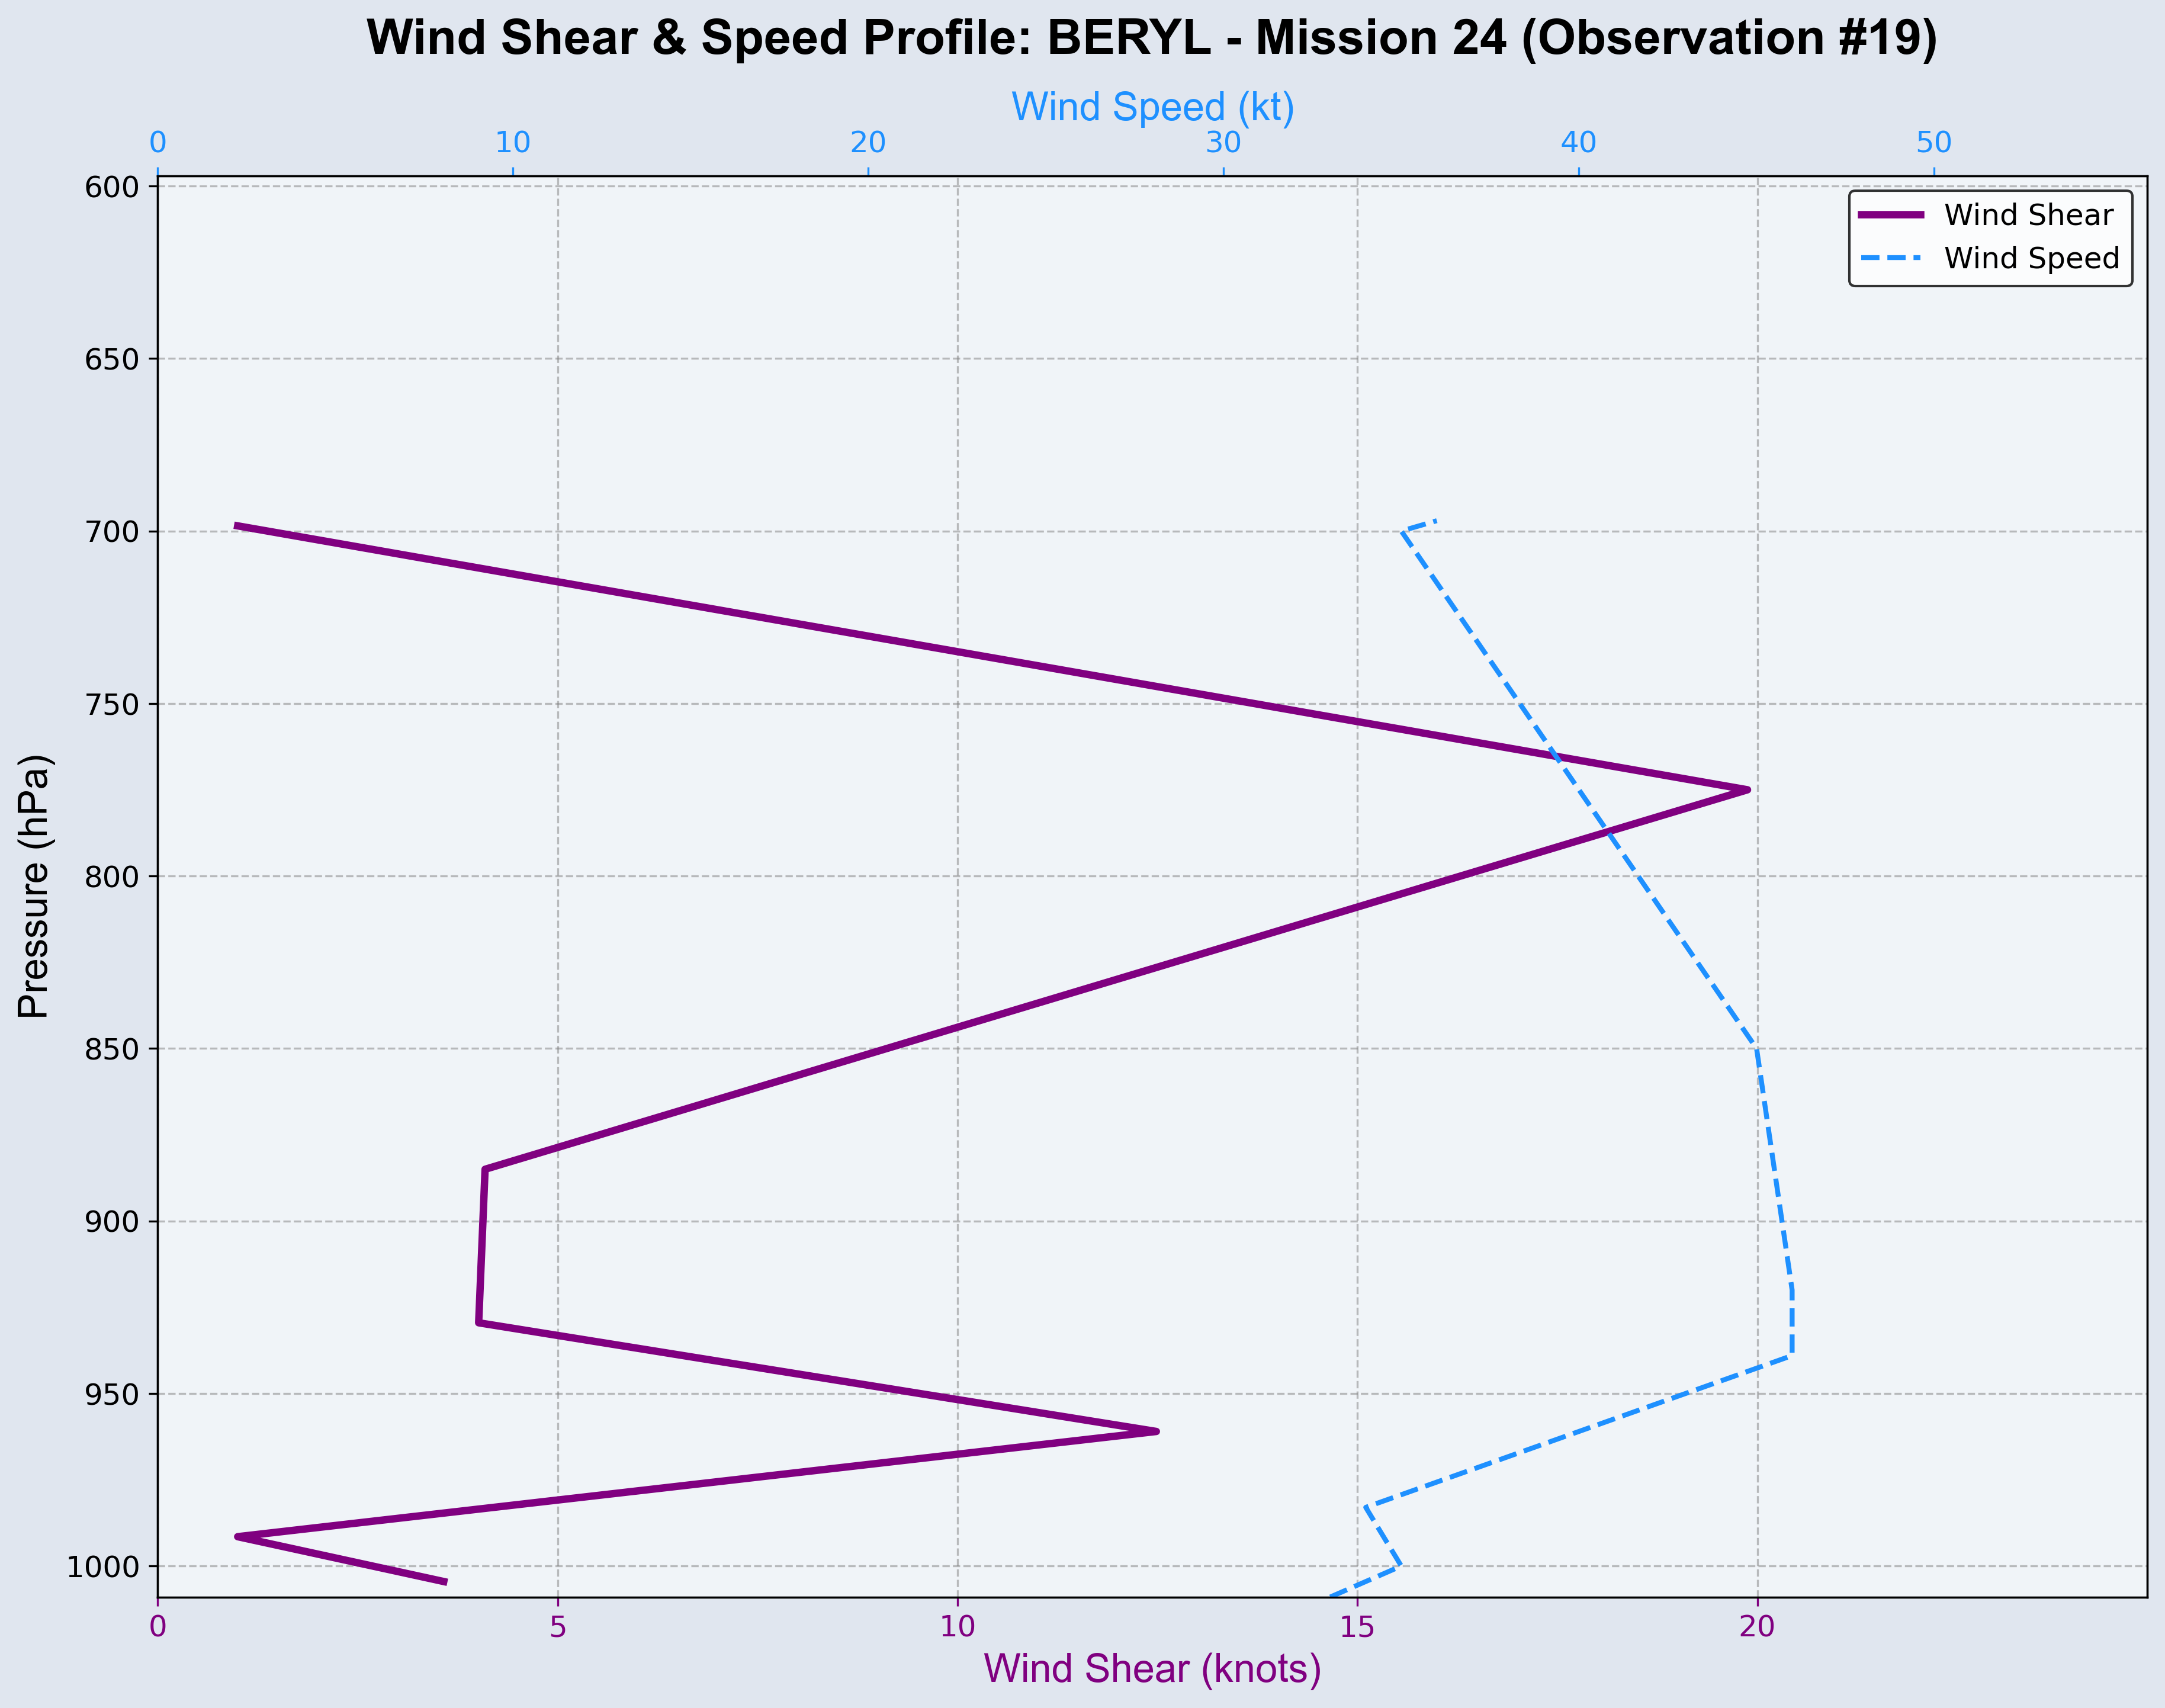 Wind Shear & Speed Profile: BERYL - Mission 24 (Observation #19)
Wind Speed (kt)
0 10 20 30 40 50
Wind Shear
Wind Speed
600
650
700
750
800
850
900
950
1000
Pressure (hPa)
0 5 10 15 20
Wind Shear (knots)